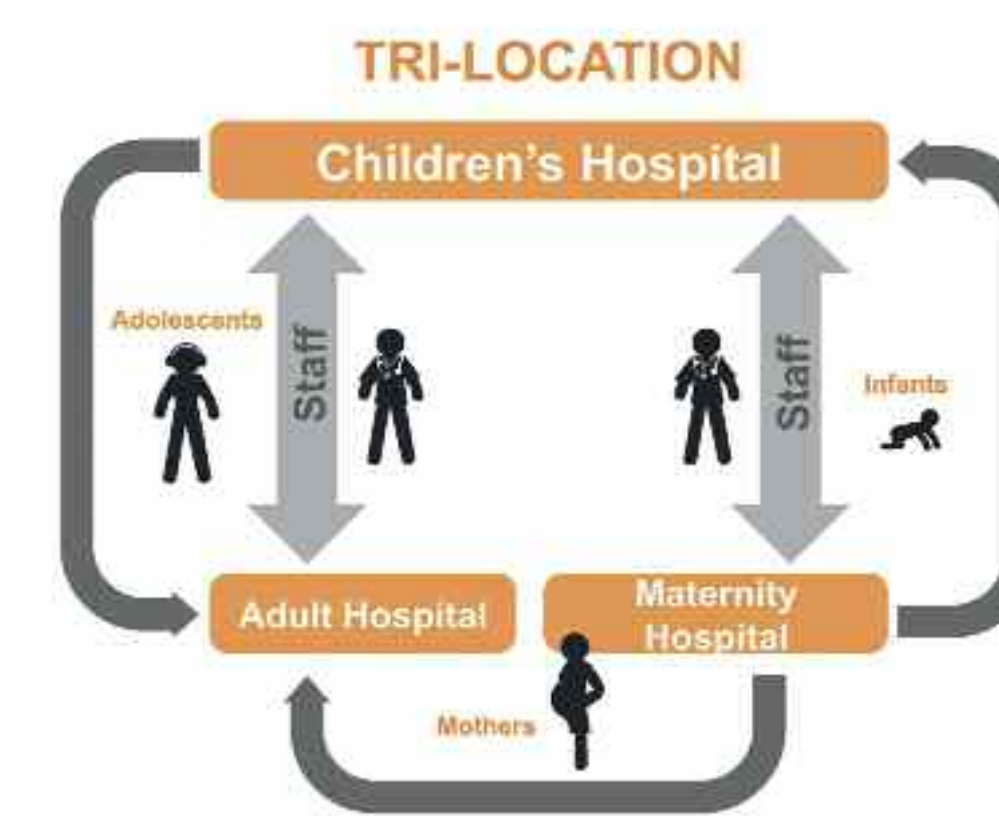 TRI-LOCATION
Children's Hospital
Adolescents
Staff
Staff
Infants
Adult Hospital
Maternity
Hospital
Mothers